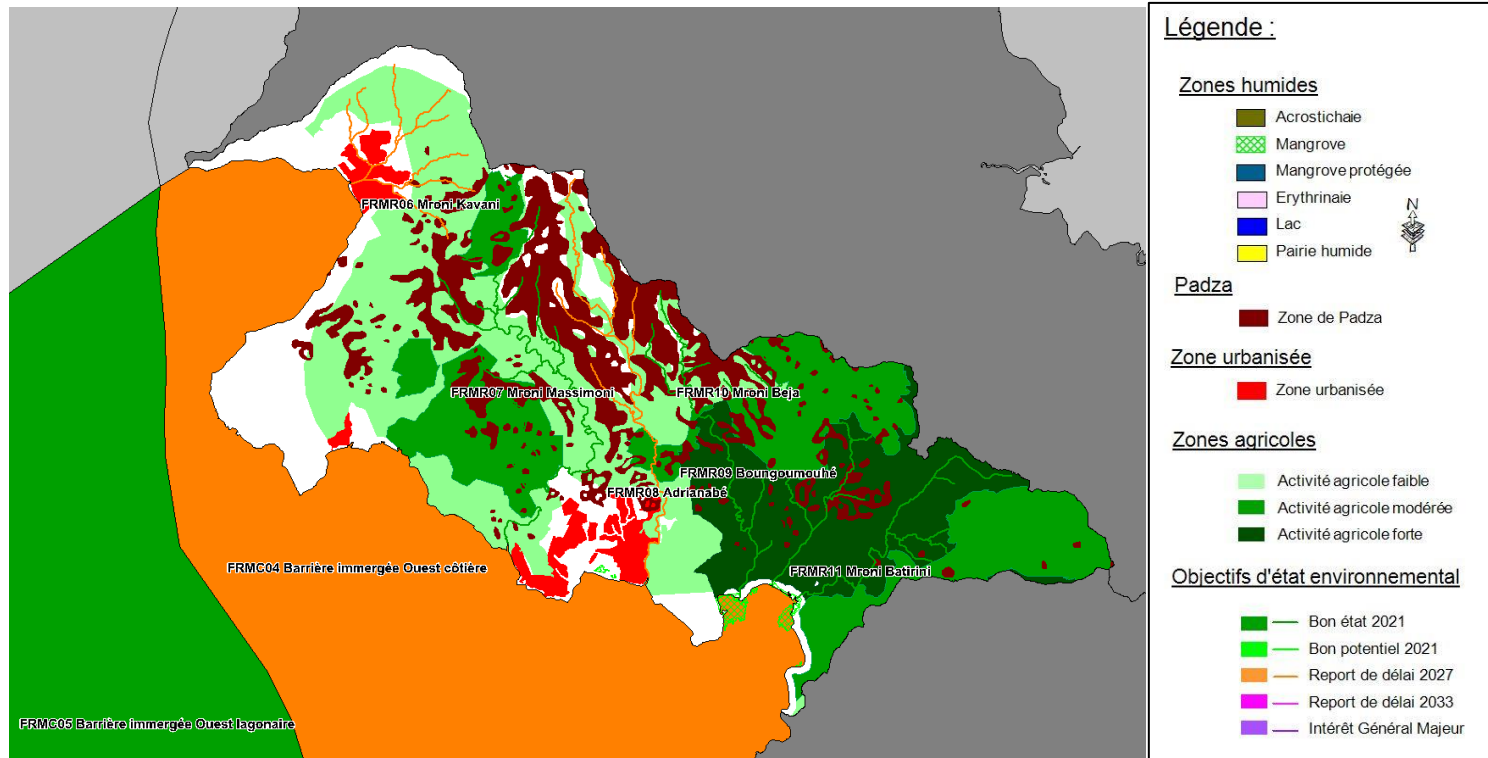 FRMR06 Mroni Kavani
FRMR07 Mroni Massimoni
FRMR10 Mroni Beja
FRMR09 Boungoumouhé
FRMR08 Adrianabé
FRMC04 Barrière immergée Ouest côtière
FRMR11 Mroni Batirini
FRMC05 Barrière immergée Ouest lagonaire
Légende :
Zones humides
Acrostichaie
Mangrove
Mangrove protégée
Erythrinaie
Lac
Pairie humide
N
Padza
Zone de Padza
Zone urbanisée
Zone urbanisée
Zones agricoles
Activité agricole faible
Activité agricole modérée
Activité agricole forte
Objectifs d'état environnemental
Bon état 2021
Bon potentiel 2021
Report de délai 2027
Report de délai 2033
Intérêt Général Majeur